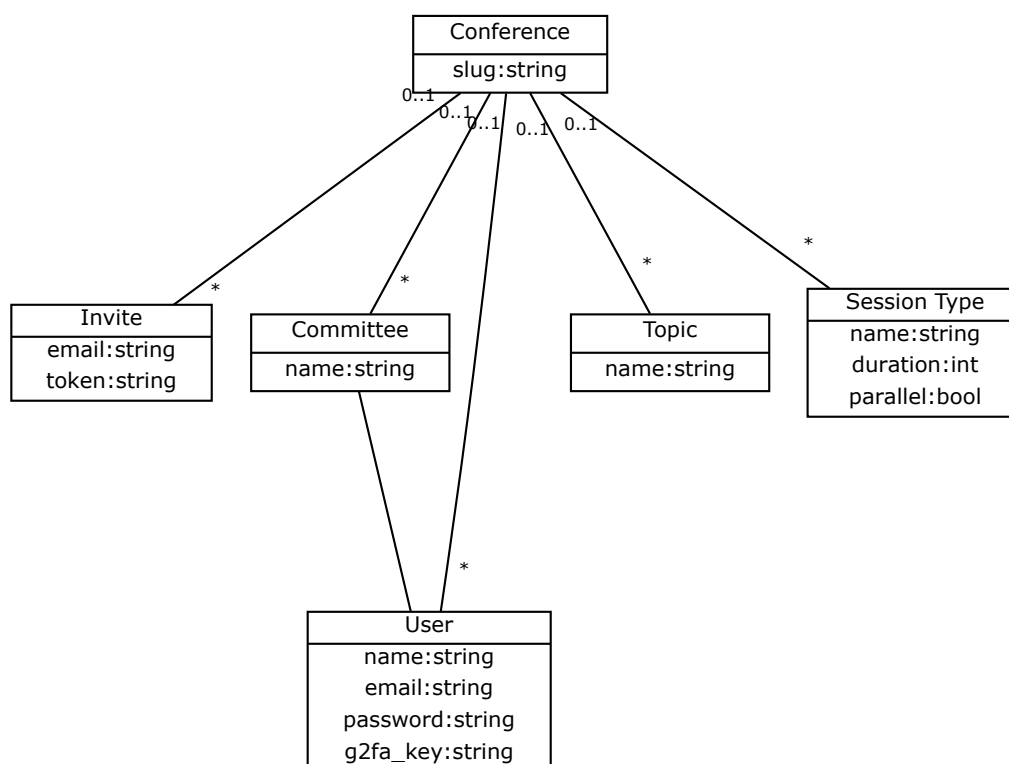 Conference
slug:string
0..1
0..1
0..1
0..1
0..1
*
*
*
*
Invite
email:string
token:string
Committee
name:string
Topic
name:string
Session Type
name:string
duration:int
parallel:bool
*
User
name:string
email:string
password:string
g2fa_key:string